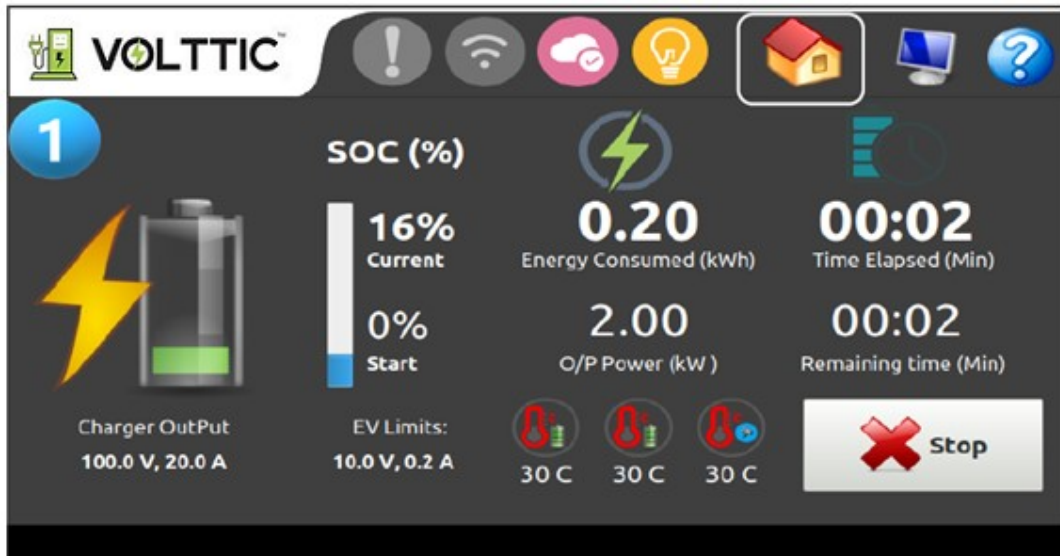 VOLTTIC™
1
SOC (%)
16%
Current
0%
Start
0.20
Energy Consumed (kWh)
00:02
Time Elapsed (Min)
2.00
O/P Power (kW )
00:02
Remaining time (Min)
Charger OutPut
100.0 V, 20.0 A
EV Limits:
10.0 V, 0.2 A
30 C
30 C
30 C
Stop